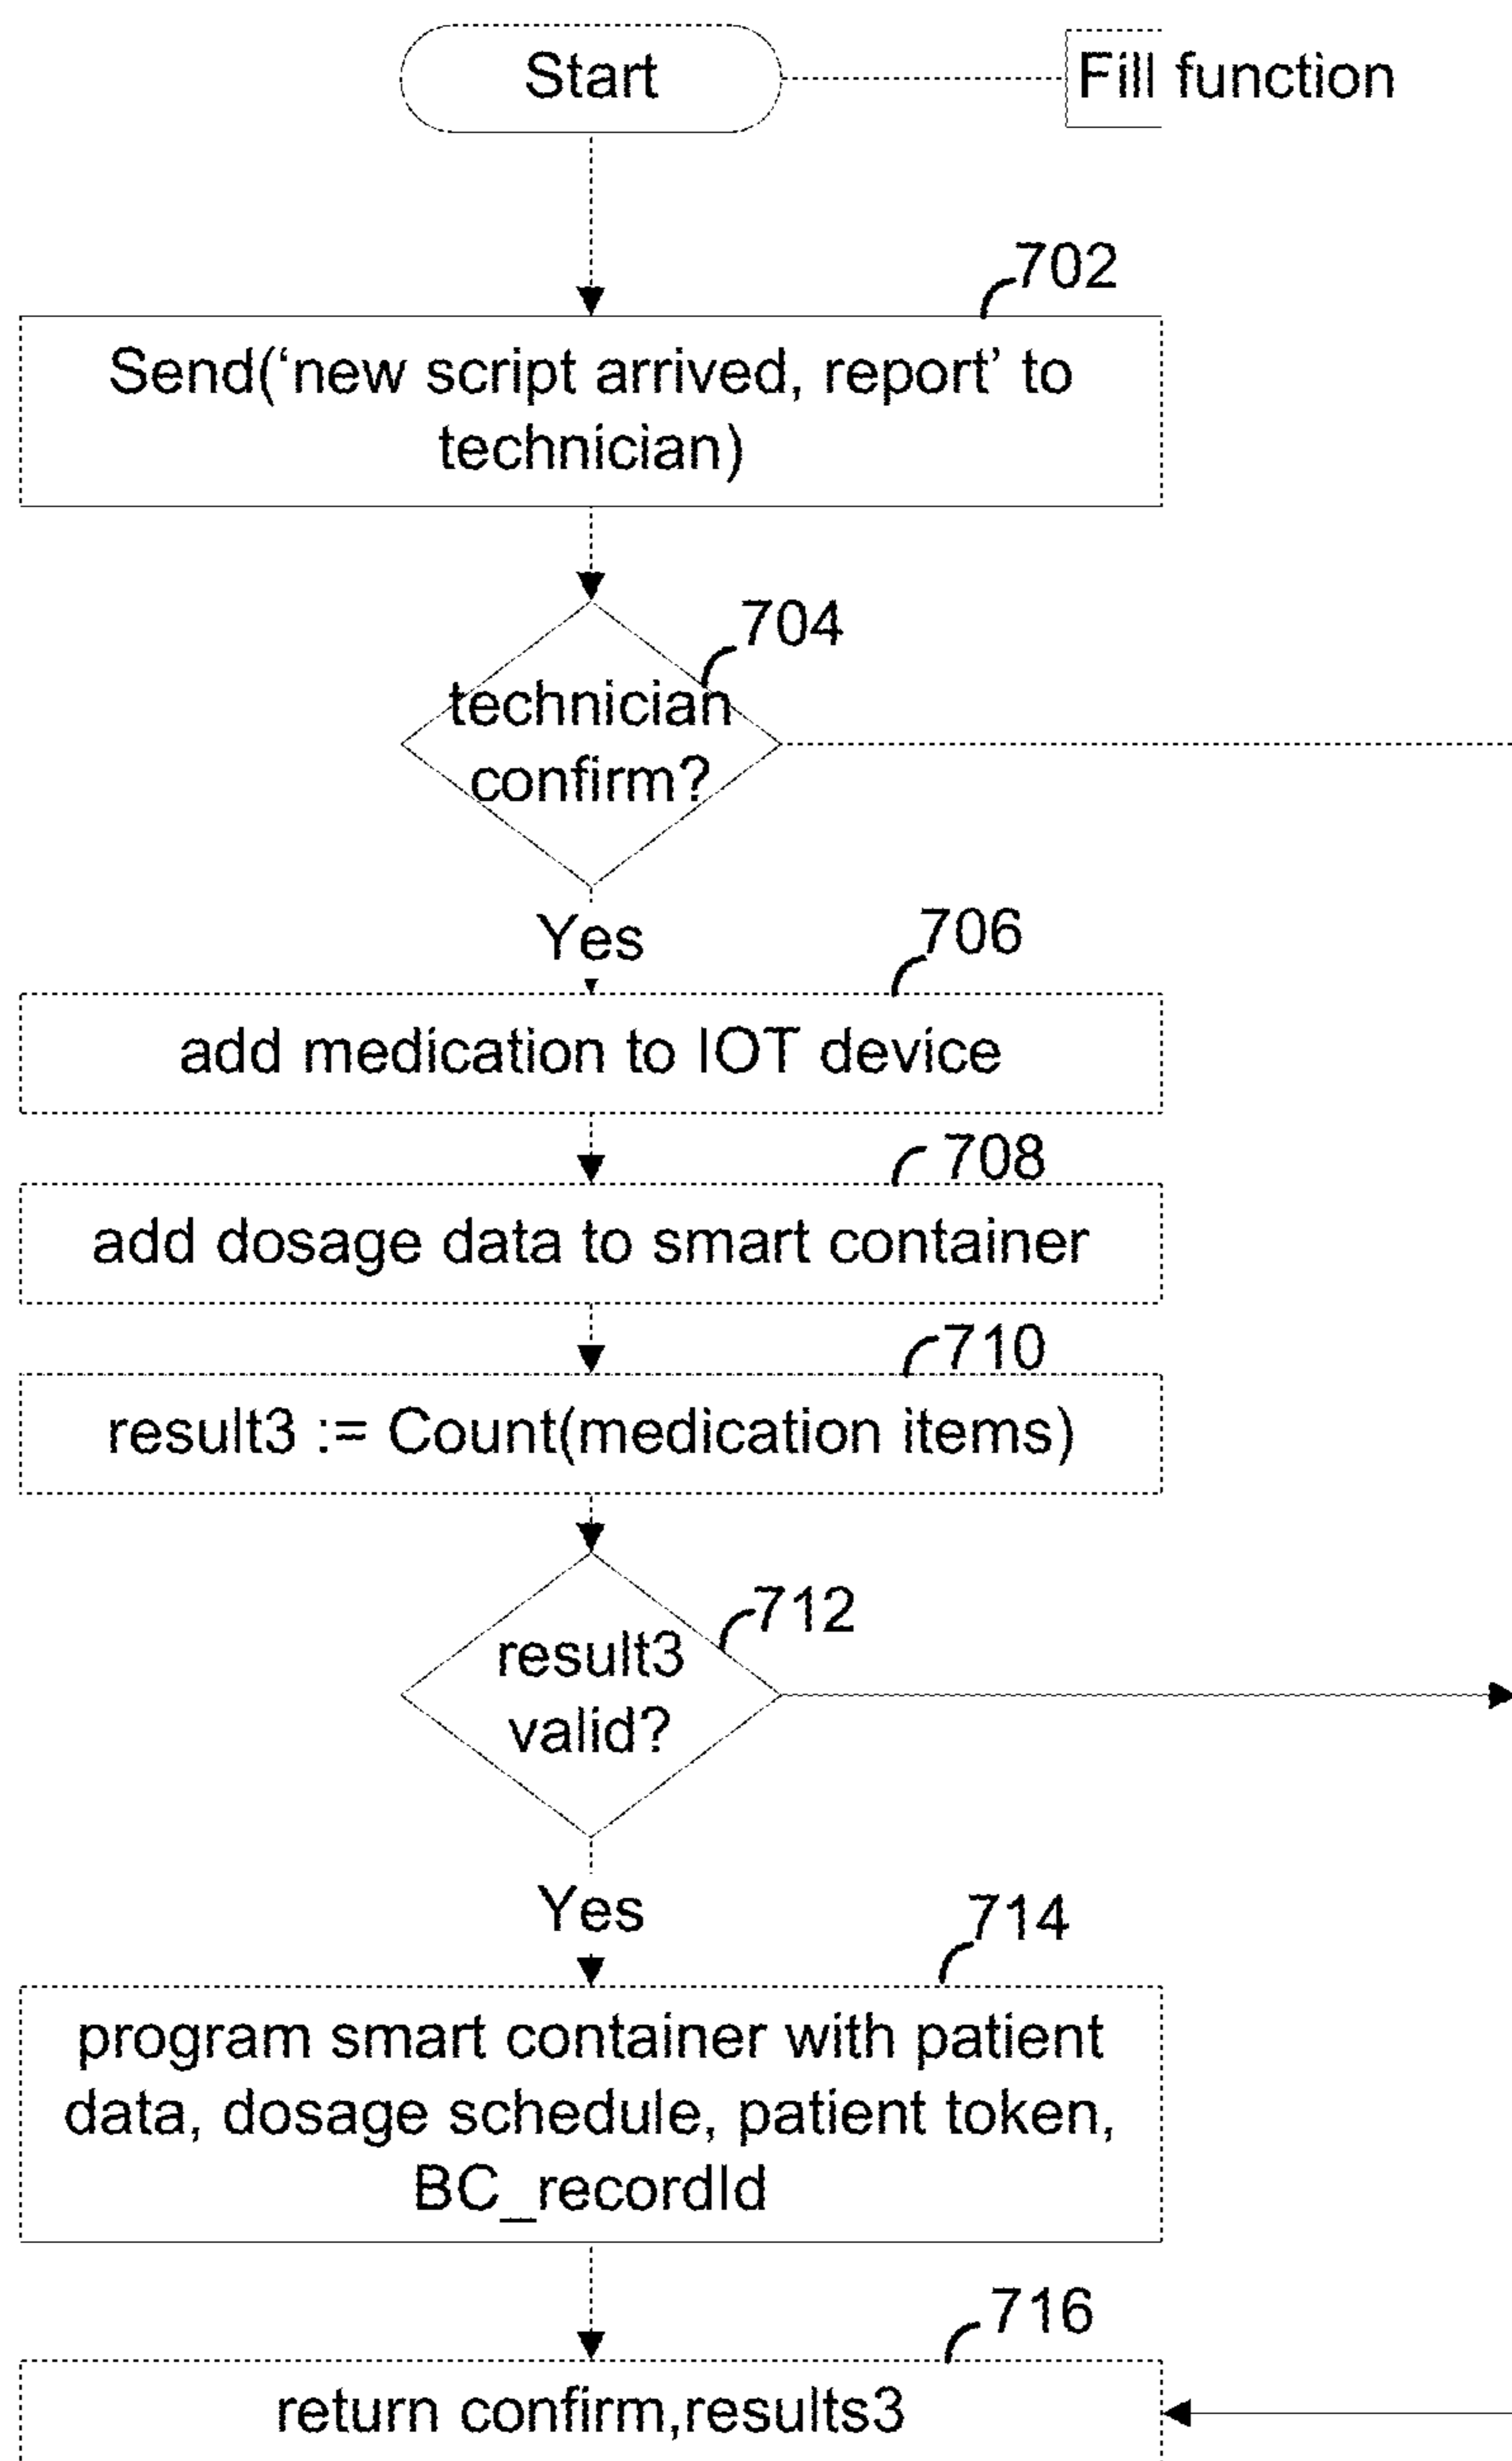 Start
Fill function
702
Send(‘new script arrived, report’ to
technician)
704
technician
confirm?
Yes
706
add medication to IOT device
708
add dosage data to smart container
710
result3 := Count(medication items)
712
result3
valid?
Yes
714
program smart container with patient
data, dosage schedule, patient token,
BC_recordId
716
return confirm,results3